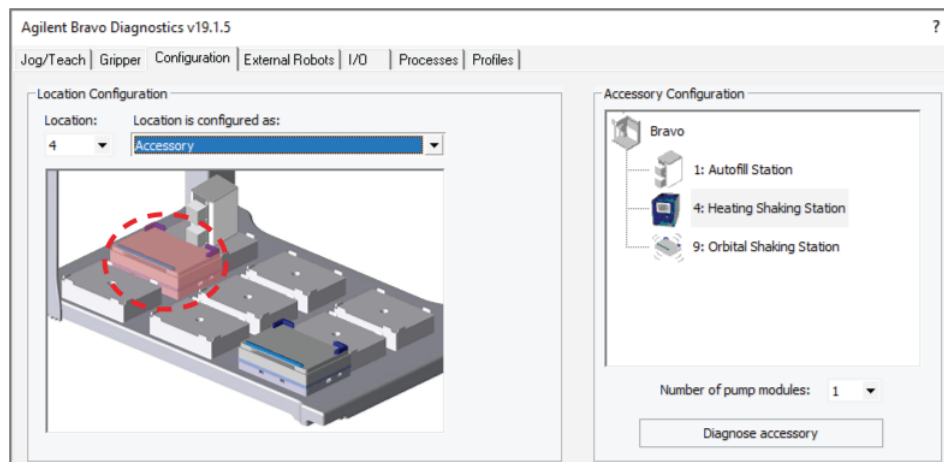 Agilent Bravo Diagnostics v19.1.5 ?
Jog/Teach Gripper Configuration External Robots I/O Processes Profiles
Location Configuration
Location: Location is configured as:
4 Accessory
Accessory Configuration
Bravo
1: Autofill Station
4: Heating Shaking Station
9: Orbital Shaking Station
Number of pump modules: 1
Diagnose accessory